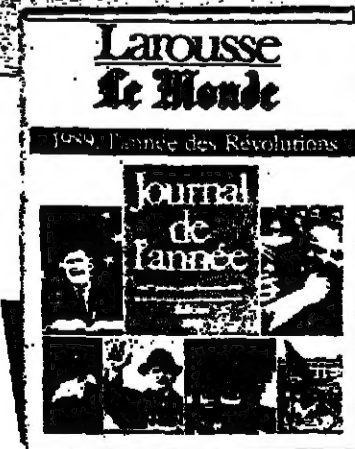 Larousse
Le Monde
1989, l'année des Révolutions
Journal
de
l'année